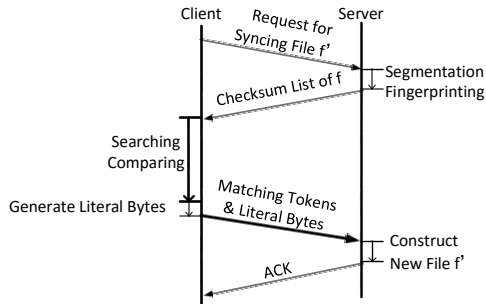 Client
Server
Request for
Syncing File f’
Segmentation
Fingerprinting
Checksum List of f
Searching
Comparing
Matching Tokens
& Literal Bytes
Generate Literal Bytes
Construct
New File f’
ACK